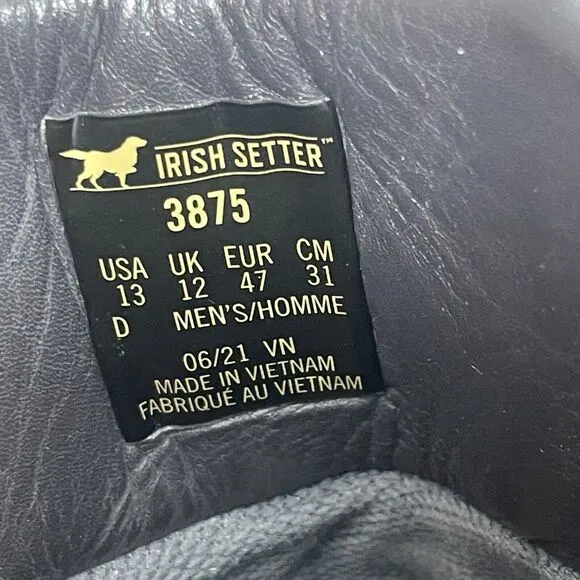 IRISH SETTER™
3875
USA UK EUR CM
13 12 47 31
D MEN'S/HOMME
06/21 VN
MADE IN VIETNAM
FABRIQUÉ AU VIETNAM